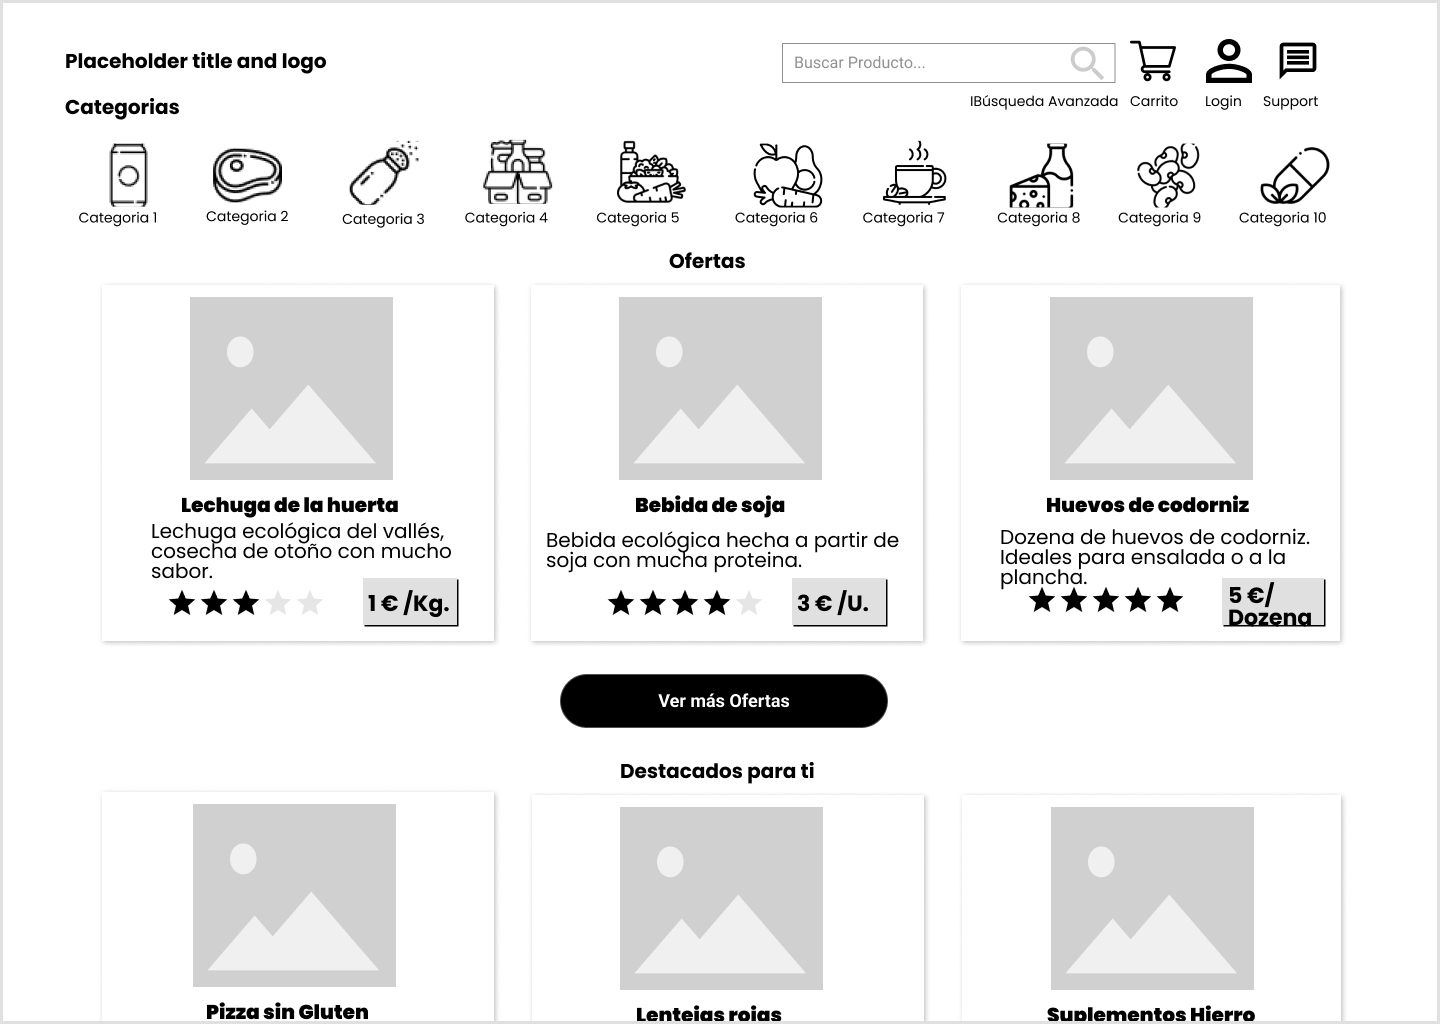 Placeholder title and logo
Buscar Producto...
IBúsqueda Avanzada
Carrito
Login
Support
Categorias
Categoria 1
Categoria 2
Categoria 3
Categoria 4
Categoria 5
Categoria 6
Categoria 7
Categoria 8
Categoria 9
Categoria 10
Ofertas
Lechuga de la huerta
Lechuga ecológica del vallés,
cosecha de otoño con mucho
sabor.
1 € /Kg.
Bebida de soja
Bebida ecológica hecha a partir de
soja con mucha proteina.
3 € /U.
Huevos de codorniz
Dozena de huevos de codorniz.
Ideales para ensalada o a la
plancha.
5 €/
Dozena
Ver más Ofertas
Destacados para ti
Pizza sin Gluten
Lentejas rojas
Suplementos Hierro